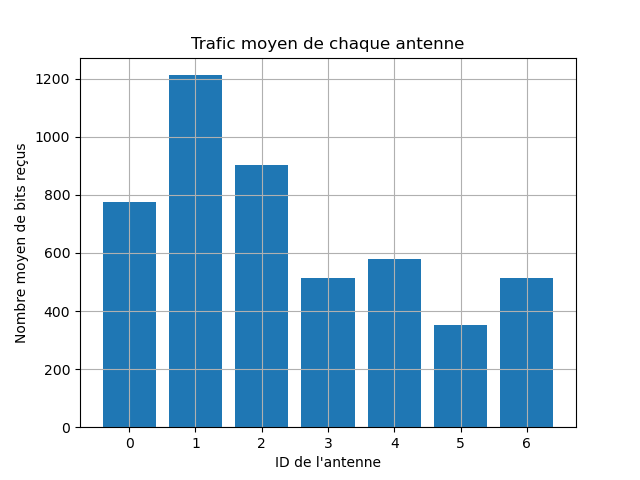 Trafic moyen de chaque antenne
1200
1000
800
600
400
200
0
Nombre moyen de bits reçus
0 1 2 3 4 5 6
ID de l'antenne